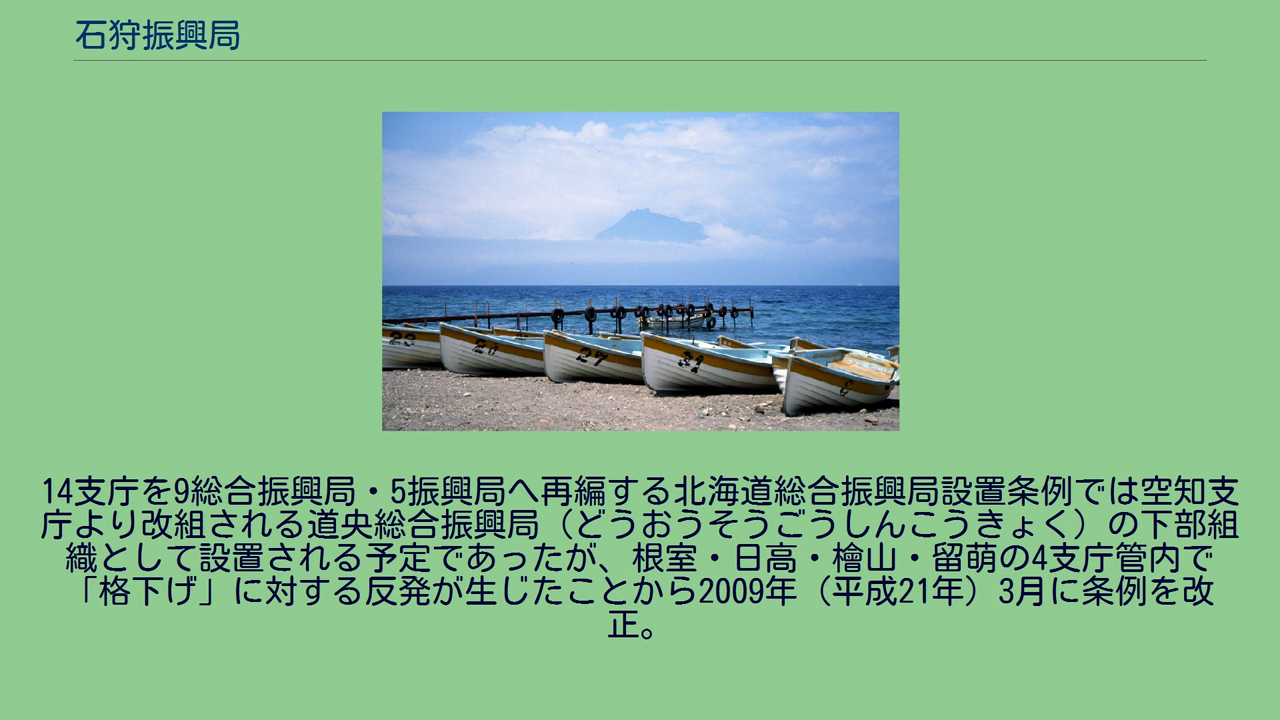 石狩振興局
23
27
31
14支庁を9総合振興局・5振興局へ再編する北海道総合振興局設置条例では空知支
庁より改組される道央総合振興局（どうおうそうごうしんこうきょく）の下部組
織として設置される予定であったが、根室・日高・檜山・留萌の4支庁管内で
「格下げ」に対する反発が生じたことから2009年（平成21年）3月に条例を改
正。